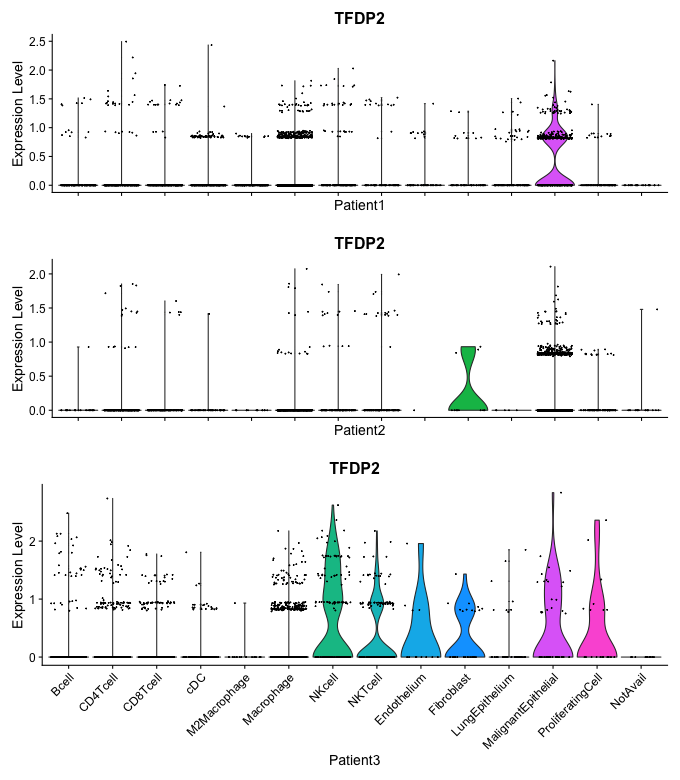 TFDP2
Expression Level
2.5
2.0
1.5
1.0
0.5
0.0
Patient1
TFDP2
Expression Level
2.0
1.5
1.0
0.5
0.0
Patient2
TFDP2
Expression Level
2
1
0
Bcell
CD4Tcell
CD8Tcell
cDC
M2Macrophage
Macrophage
NKcell
NKTcell
Endothelium
Fibroblast
LungEpithelium
MalignantEpithelial
ProliferatingCell
NotAvail
Patient3